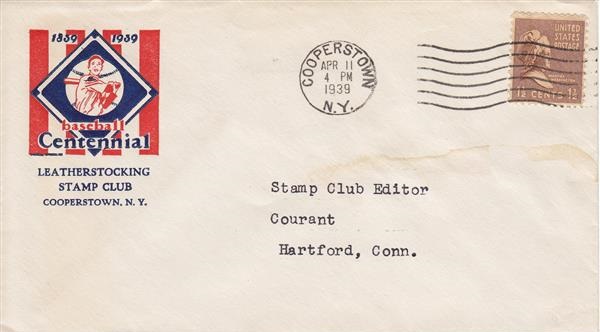 1839 1939
baseball
Centennial
LEATHERSTOCKING
STAMP CLUB
COOPERSTOWN, N. Y.
COOPERSTOWN
APR 11
4 PM
1939
N.Y.
UNITED
STATES
POSTAGE
1½ CENTS 1½
Stamp Club Editor
Courant
Hartford, Conn.